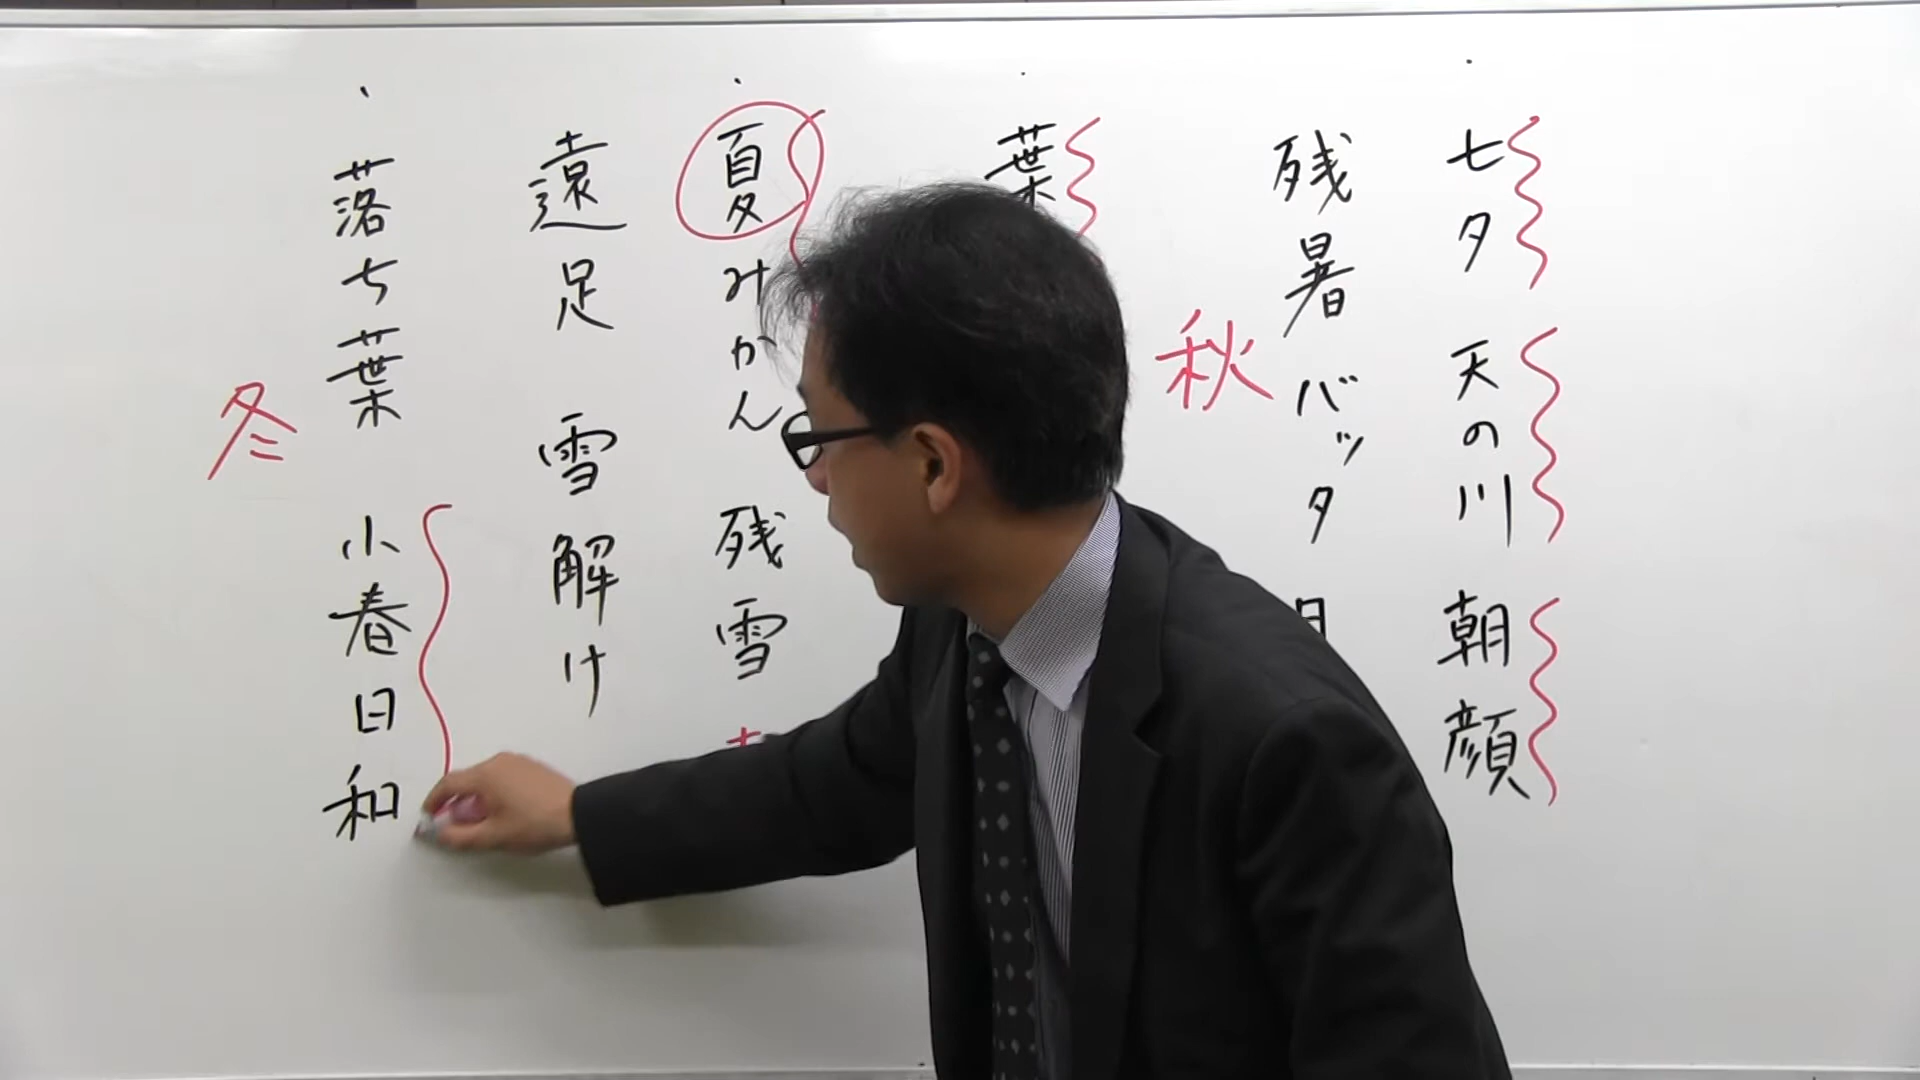 七夕 天の川 朝顔
残暑 バッタ
秋
葉
夏みかん 残雪
遠足 雪解け
落ち葉 小春日和
冬